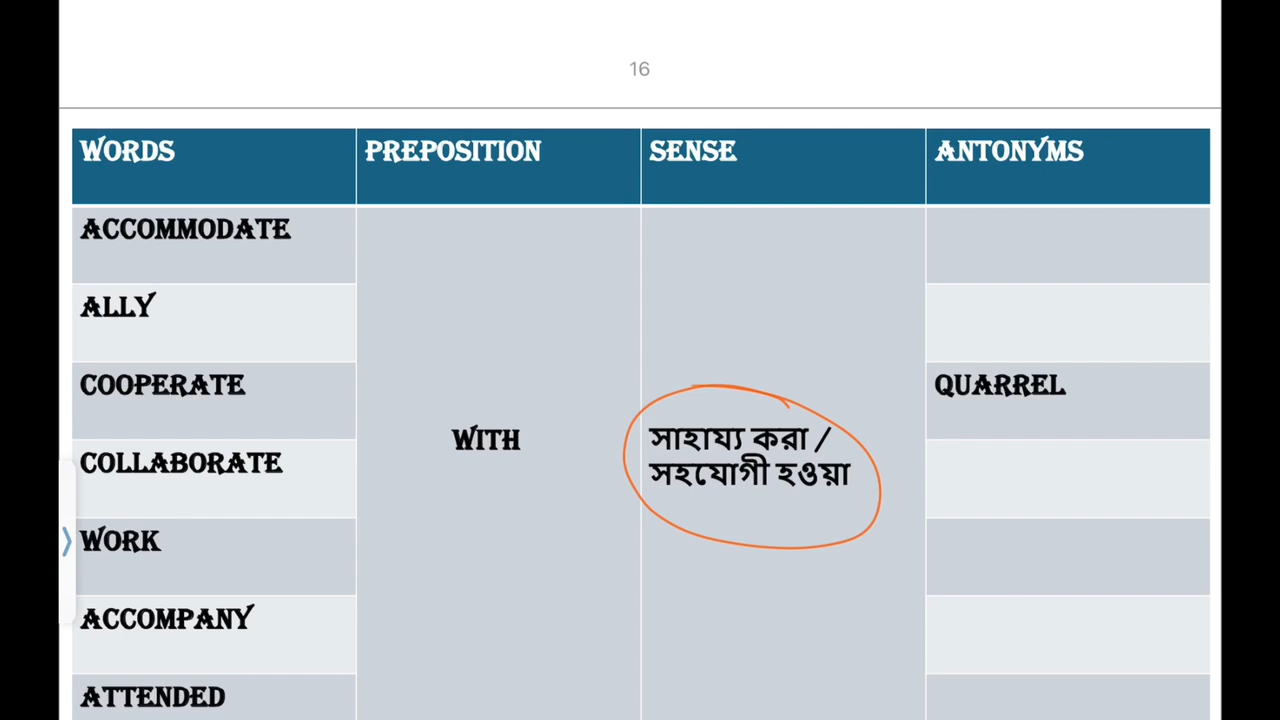 16
WORDS PREPOSITION SENSE ANTONYMS
ACCOMMODATE
ALLY
COOPERATE QUARREL
WITH সাহায্য করা /
সহযোগী হওয়া
COLLABORATE
WORK
ACCOMPANY
ATTENDED